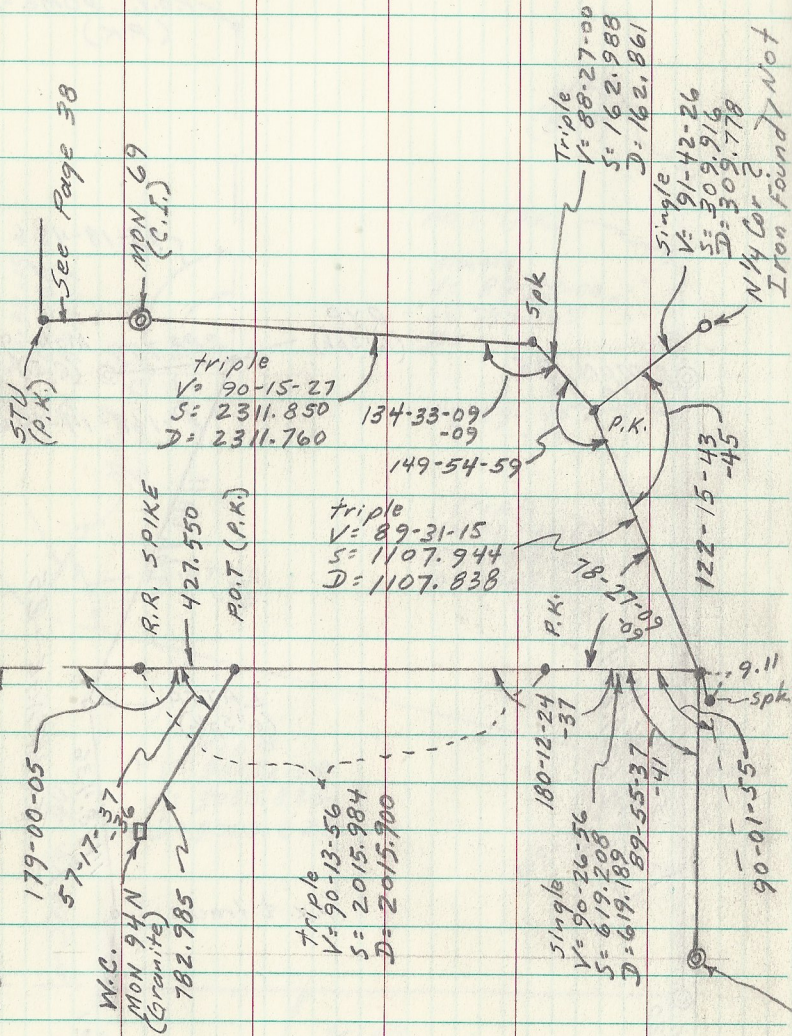 STU
(P.K)
See Page 38
MON 69
(C.I.)
triple
V= 90-15-27
S= 2311.850
D= 2311.760
Spk
134-33-09
-09
149-54-59
Triple
V= 88-27-00
S= 162.988
D= 162.861
P.K.
Single
V= 91-42-26
S= 309.916
D= 309.778
N 1/4 Cor ?
Iron Found > Not
122-15-43
-45
triple
V= 89-31-15
S= 1107.944
D= 1107.838
78-27-09
09
R.R. SPIKE
427.550
P.O.T (P.K.)
P.K.
9.11
spk
179-00-05
57-17-37
36
W.C.
MON 94 N
(Granite)
782.985
triple
V= 90-13-56
S= 2015.984
D= 2015.900
180-12-24
-37
Single
V= 90-26-56
S= 619.208
D= 619.189
89-55-37
-41
90-01-55